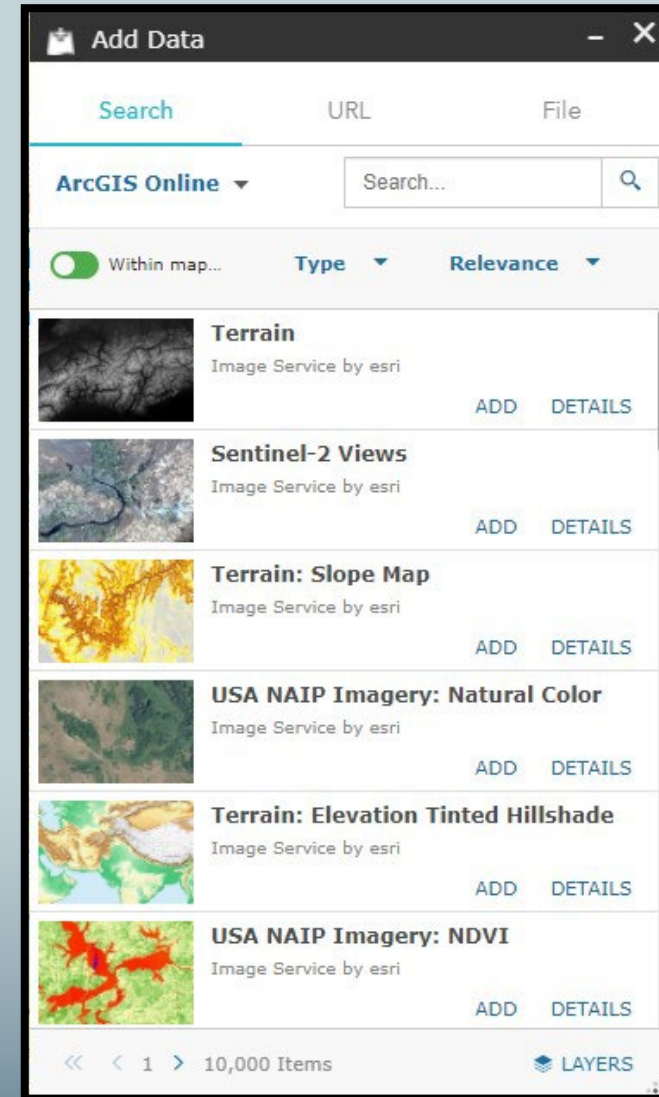 Add Data
Search URL File
ArcGIS Online Search...
Within map... Type Relevance
Terrain
Image Service by esri
ADD DETAILS
Sentinel-2 Views
Image Service by esri
ADD DETAILS
Terrain: Slope Map
Image Service by esri
ADD DETAILS
USA NAIP Imagery: Natural Color
Image Service by esri
ADD DETAILS
Terrain: Elevation Tinted Hillshade
Image Service by esri
ADD DETAILS
USA NAIP Imagery: NDVI
Image Service by esri
ADD DETAILS
« < 1 > 10,000 Items LAYERS